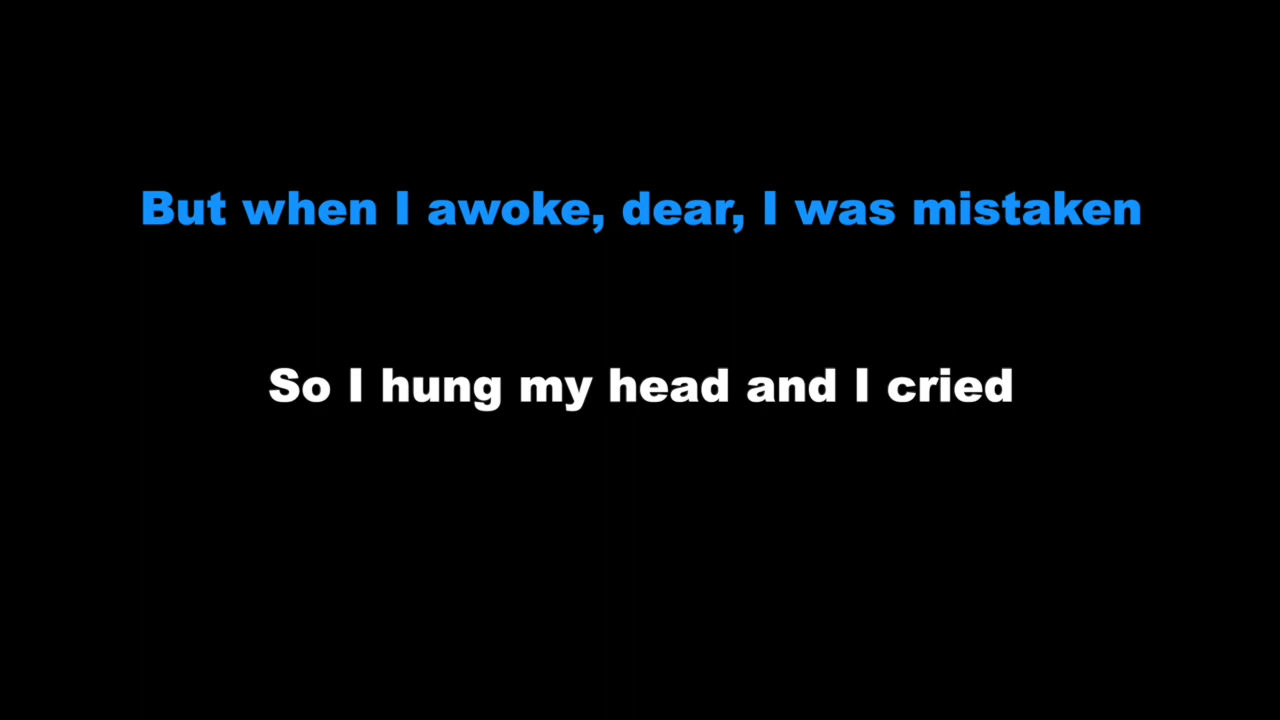 But when I awoke, dear, I was mistaken
So I hung my head and I cried